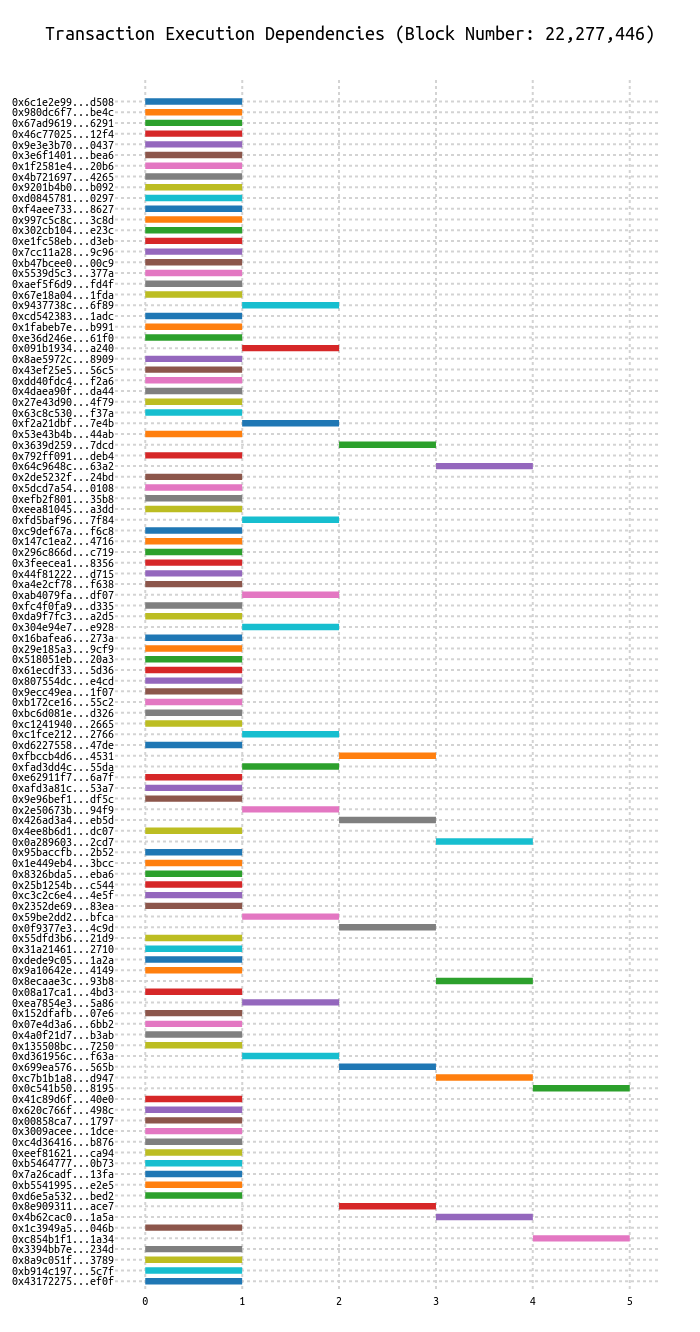 Transaction Execution Dependencies (Block Number: 22,277,446)
0x6c1e2e99...d508
0x980dc6f7...be4c
0x67ad9619...6291
0x46c77025...12f4
0x9e3e3b70...0437
0x3e6f1401...bea6
0x1f2581e4...20b6
0x4b721697...4265
0x9201b4b0...b092
0xd0845781...0297
0xf4aee733...8627
0x997c5c8c...3c8d
0x302cb104...e23c
0xe1fc58eb...d3eb
0x7cc11a28...9c96
0xb47bcee0...00c9
0x5539d5c3...377a
0xaef5f6d9...fd4f
0x67e18a04...1fda
0x9437738c...6f89
0xcd542383...1adc
0x1fabeb7e...b991
0xe36d246e...61f0
0x091b1934...a240
0x8ae5972c...8909
0x43ef25e5...56c5
0xdd40fdc4...f2a6
0x4daea90f...da44
0x27e43d90...4f79
0x63c8c530...f37a
0xf2a21dbf...7e4b
0x53e43b4b...44ab
0x3639d259...7dcd
0x792ff091...deb4
0x64c9648c...63a2
0x2de5232f...24bd
0x5dcd7a54...0108
0xefb2f801...35b8
0xeea81045...a3dd
0xfd5baf96...7f84
0xc9def67a...f6c8
0x147c1ea2...4716
0x296c866d...c719
0x3feecea1...8356
0x44f81222...d715
0xa4e2cf78...f638
0xab4079fa...df07
0xfc4f0fa9...d335
0xda9f7fc3...a2d5
0x304e94e7...e928
0x16bafea6...273a
0x29e185a3...9cf9
0x518051eb...20a3
0x61ecdf33...5d36
0x807554dc...e4cd
0x9ecc49ea...1f07
0xb172ce16...55c2
0xbc6d081e...d326
0xc1241940...2665
0xc1fce212...2766
0xd6227558...47de
0xfbccb4d6...4531
0xfad3dd4c...55da
0xe62911f7...6a7f
0xafd3a81c...53a7
0x9e96bef1...df5c
0x2e50673b...94f9
0x426ad3a4...eb5d
0x4ee8b6d1...dc07
0x0a289603...2cd7
0x95baccfb...2b52
0x1e449eb4...3bcc
0x8326bda5...eba6
0x25b1254b...c544
0xc3c2c6e4...4e5f
0x2352de69...83ea
0x59be2dd2...bfca
0x0f9377e3...4c9d
0x55dfd3b6...21d9
0x31a21461...2710
0xdede9c05...1a2a
0x9a10642e...4149
0x8ecaae3c...93b8
0x08a17ca1...4bd3
0xea7854e3...5a86
0x152dfafb...07e6
0x07e4d3a6...6bb2
0x4a0f21d7...b3ab
0x135508bc...7250
0xd361956c...f63a
0x699ea576...565b
0xc7b1b1a8...d947
0x0c541b50...8195
0x41c89d6f...40e0
0x620c766f...498c
0x00858ca7...1797
0x3009acee...1dce
0xc4d36416...b876
0xeef81621...ca94
0xb5464777...0b73
0x7a26cadf...13fa
0xb5541995...e2e5
0xd6e5a532...bed2
0x8e909311...ace7
0x4b62cac0...1a5a
0x1c3949a5...046b
0xc854b1f1...1a34
0x3394bb7e...234d
0x8a9c051f...3789
0xb914c197...5c7f
0x43172275...ef0f
0 1 2 3 4 5